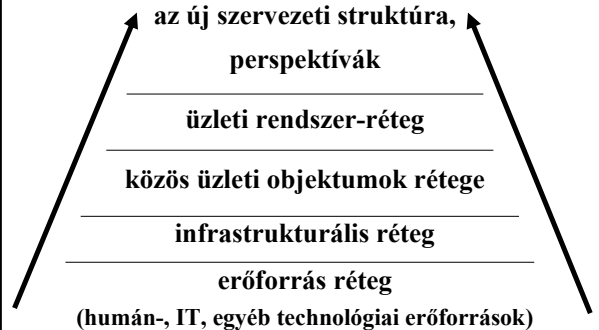 az új szervezeti struktúra,
perspektívák
üzleti rendszer-réteg
közös üzleti objektumok rétege
infrastrukturális réteg
erőforrás réteg
(humán-, IT, egyéb technológiai erőforrások)